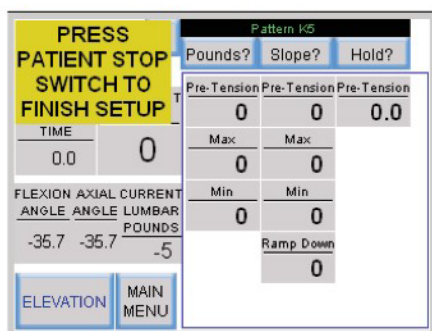 PRESS
PATIENT STOP
SWITCH TO
FINISH SETUP
T
TIME
0.0
0
FLEXION AXIAL CURRENT
ANGLE ANGLE LUMBAR
POUNDS
-35.7 -35.7 -5
ELEVATION
MAIN
MENU
Pattern K5
Pounds? Slope? Hold?
Pre-Tension Pre-Tension Pre-Tension
0 0 0.0
Max Max
0 0
Min Min
0 0
Ramp Down
0